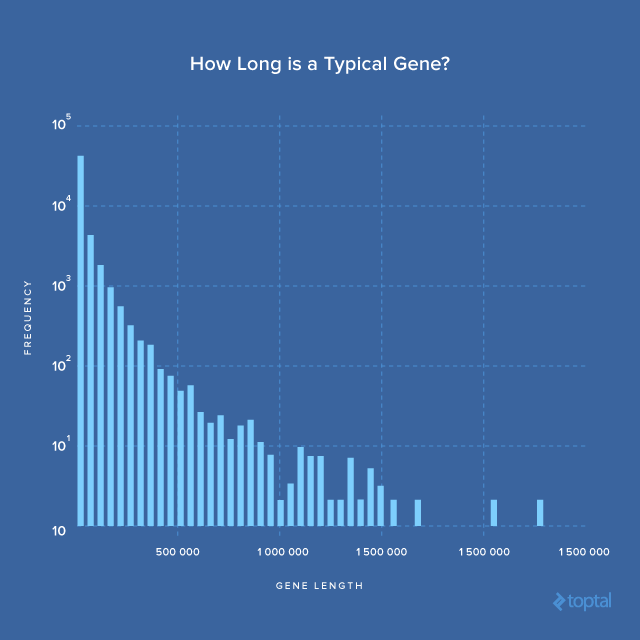 How Long is a Typical Gene?
10⁵
10⁴
10³
10²
10¹
10
FREQUENCY
500 000 1 000 000 1 500 000 1 500 000 1 500 000
GENE LENGTH
toptal